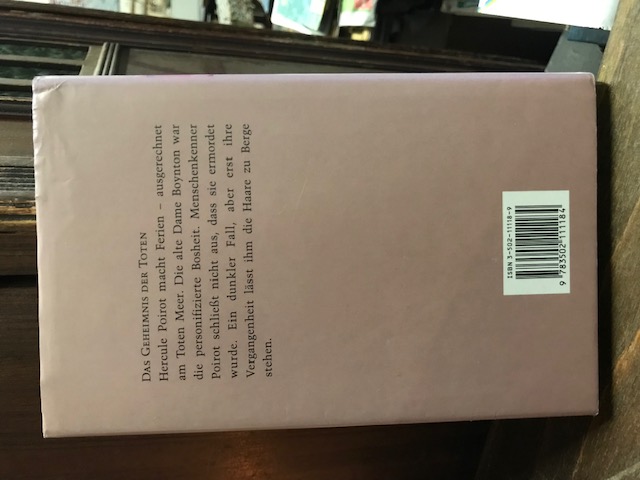 DAS GEHEIMNIS DER TOTEN
Hercule Poirot macht Ferien – ausgerechnet
am Toten Meer. Die alte Dame Boynton war
die personifizierte Bosheit. Menschenkenner
Poirot schließt nicht aus, dass sie ermordet
wurde. Ein dunkler Fall, aber erst ihre
Vergangenheit lässt ihm die Haare zu Berge
stehen.
ISBN 3-502-11118-9
9 783502 111184